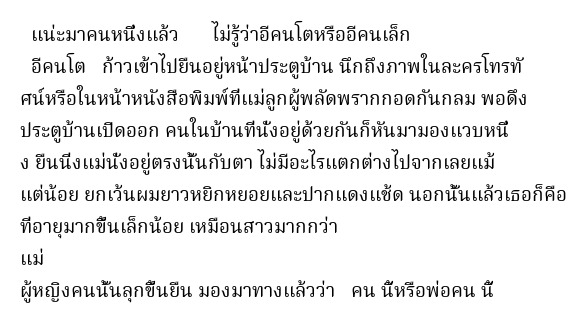 แน่ะมาคนหนึ่งแล้ว ไม่รู้ว่าอีคนโตหรืออีคนเล็ก
อีคนโต ก้าวเข้าไปยืนอยู่หน้าประตูบ้าน นึกถึงภาพในละครโทรทั
ศน์หรือในหน้าหนังสือพิมพ์ที่แม่ลูกผู้พลัดพรากกอดกันกลม พอดึง
ประตูบ้านเปิดออก คนในบ้านที่นั่งอยู่ด้วยกันก็หันมามองแวบหนึ่
ง ยืนนิ่งแม่นั่งอยู่ตรงนั้นกับตา ไม่มีอะไรแตกต่างไปจากเลยแม้
แต่น้อย ยกเว้นผมยาวหยิกหยอยและปากแดงแช้ด นอกนั้นแล้วเธอก็คือ
ที่อายุมากขึ้นเล็กน้อย เหมือนสาวมากกว่า
แม่
ผู้หญิงคนนั้นลุกขึ้นยืน มองมาทางแล้วว่า คน นี้หรือพ่อคน นี้